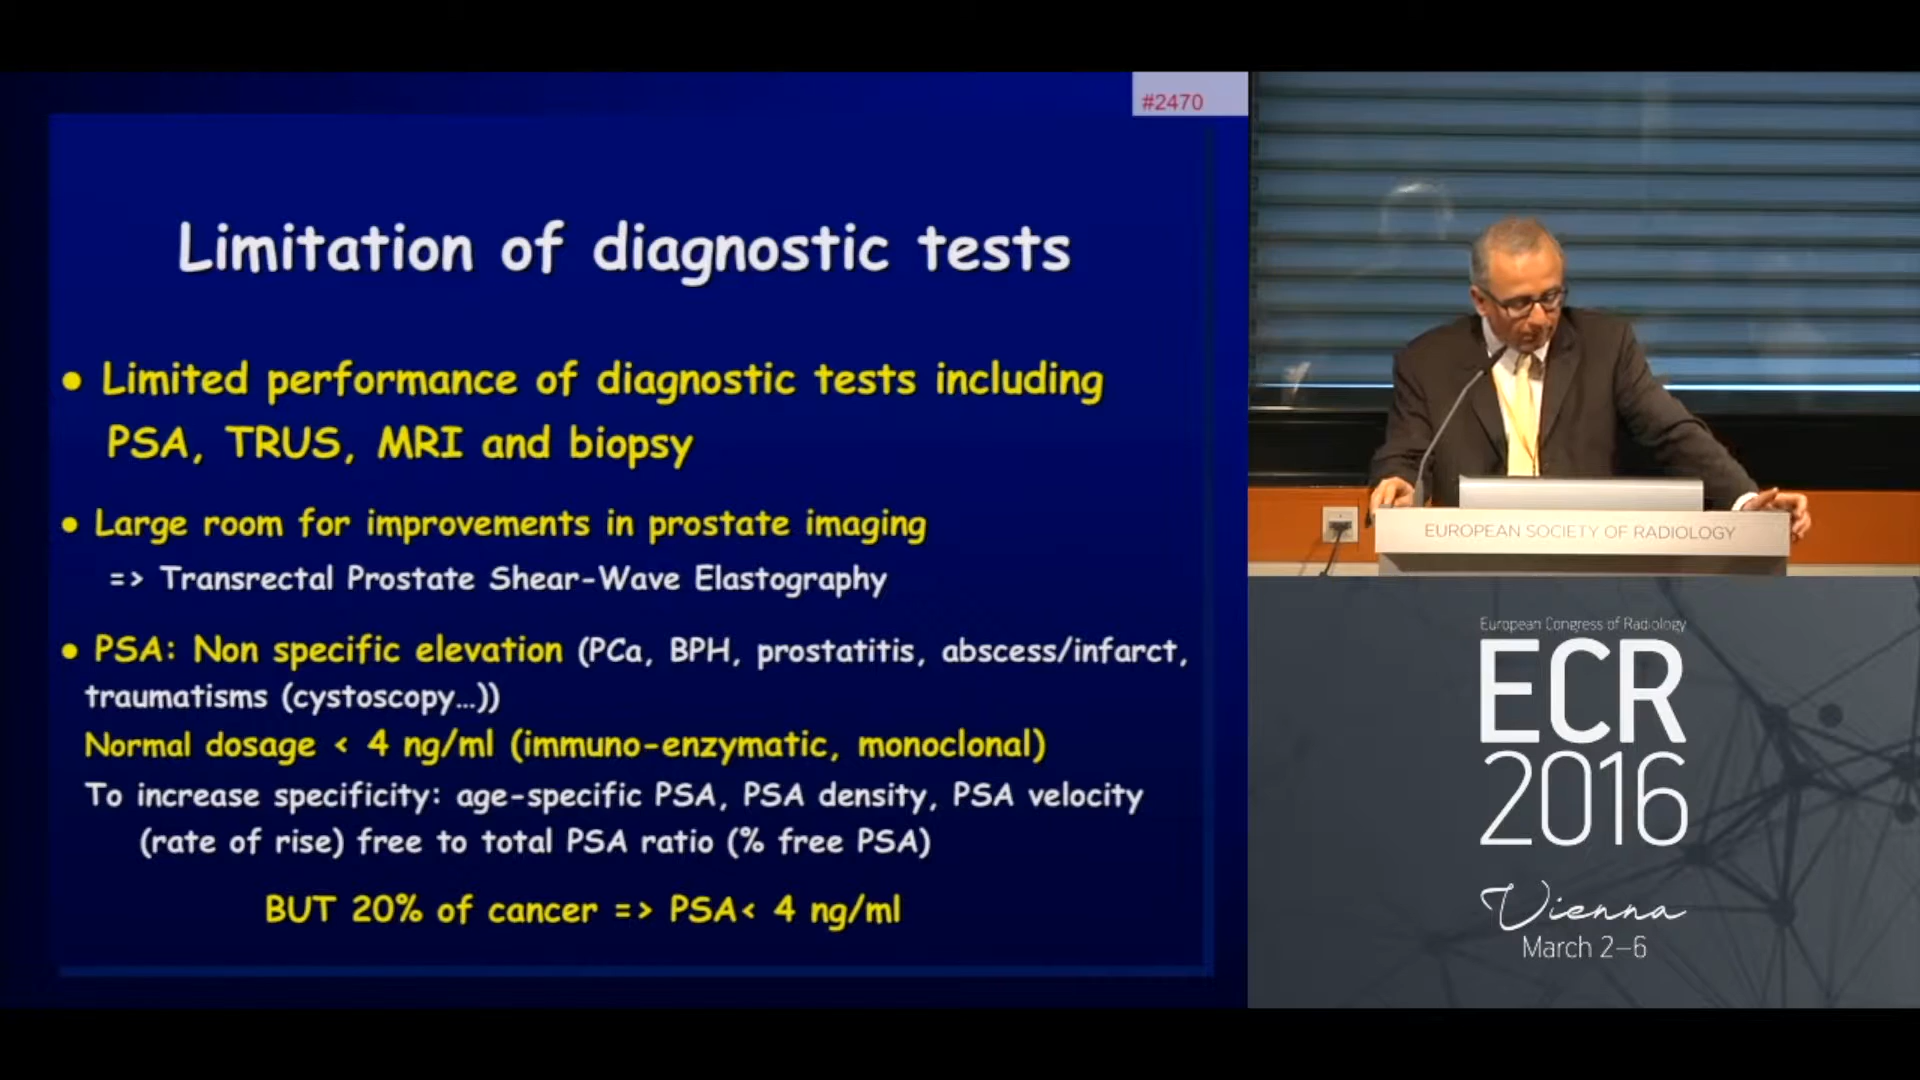 #2470
Limitation of diagnostic tests
● Limited performance of diagnostic tests including
PSA, TRUS, MRI and biopsy
● Large room for improvements in prostate imaging
=> Transrectal Prostate Shear-Wave Elastography
● PSA: Non specific elevation (PCa, BPH, prostatitis, abscess/infarct,
traumatisms (cystoscopy…))
Normal dosage < 4 ng/ml (immuno-enzymatic, monoclonal)
To increase specificity: age-specific PSA, PSA density, PSA velocity
(rate of rise) free to total PSA ratio (% free PSA)
BUT 20% of cancer => PSA< 4 ng/ml
EUROPEAN SOCIETY OF RADIOLOGY
European Congress of Radiology
ECR
2016
Vienna
March 2–6